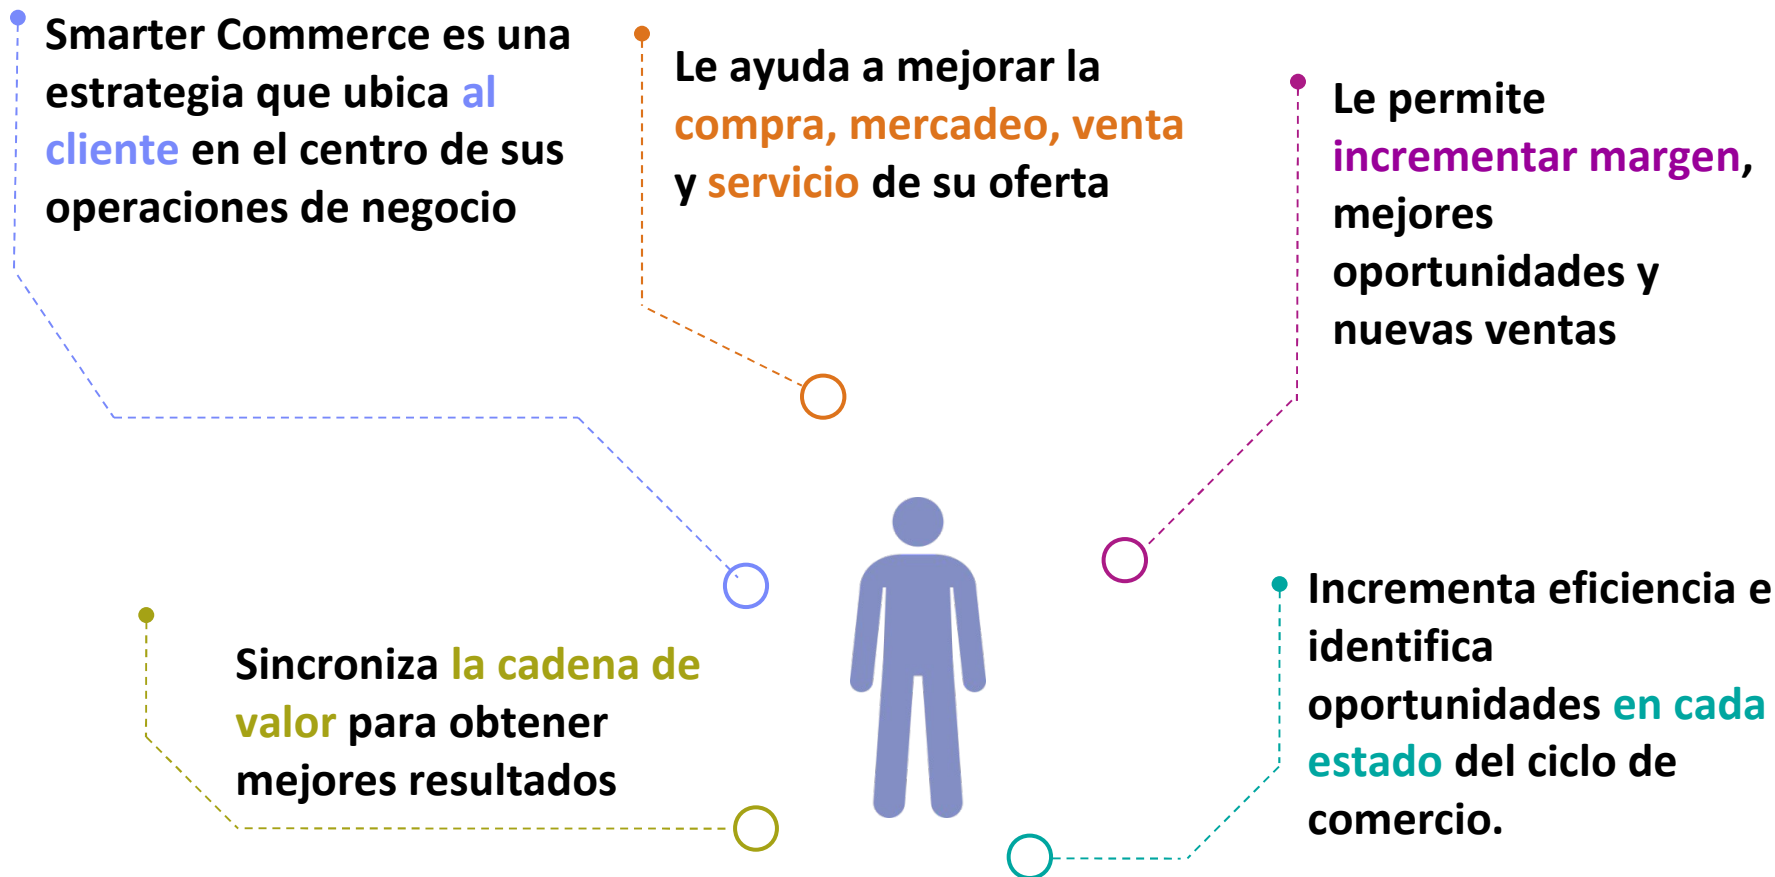 Smarter Commerce es una
estrategia que ubica al
cliente en el centro de sus
operaciones de negocio
Le ayuda a mejorar la
compra, mercadeo, venta
y servicio de su oferta
Le permite
incrementar margen,
mejores
oportunidades y
nuevas ventas
Sincroniza la cadena de
valor para obtener
mejores resultados
Incrementa eficiencia e
identifica
oportunidades en cada
estado del ciclo de
comercio.